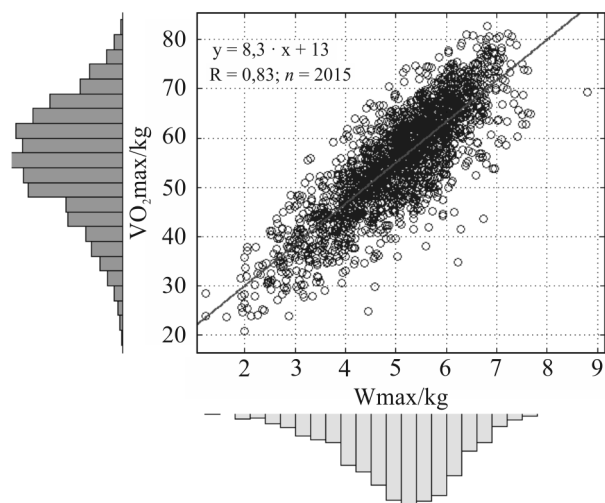 80
y = 8,3 · x + 13
R = 0,83; n = 2015
70
60
50
40
30
20
VO₂max/kg
2 3 4 5 6 7 8 9
Wmax/kg